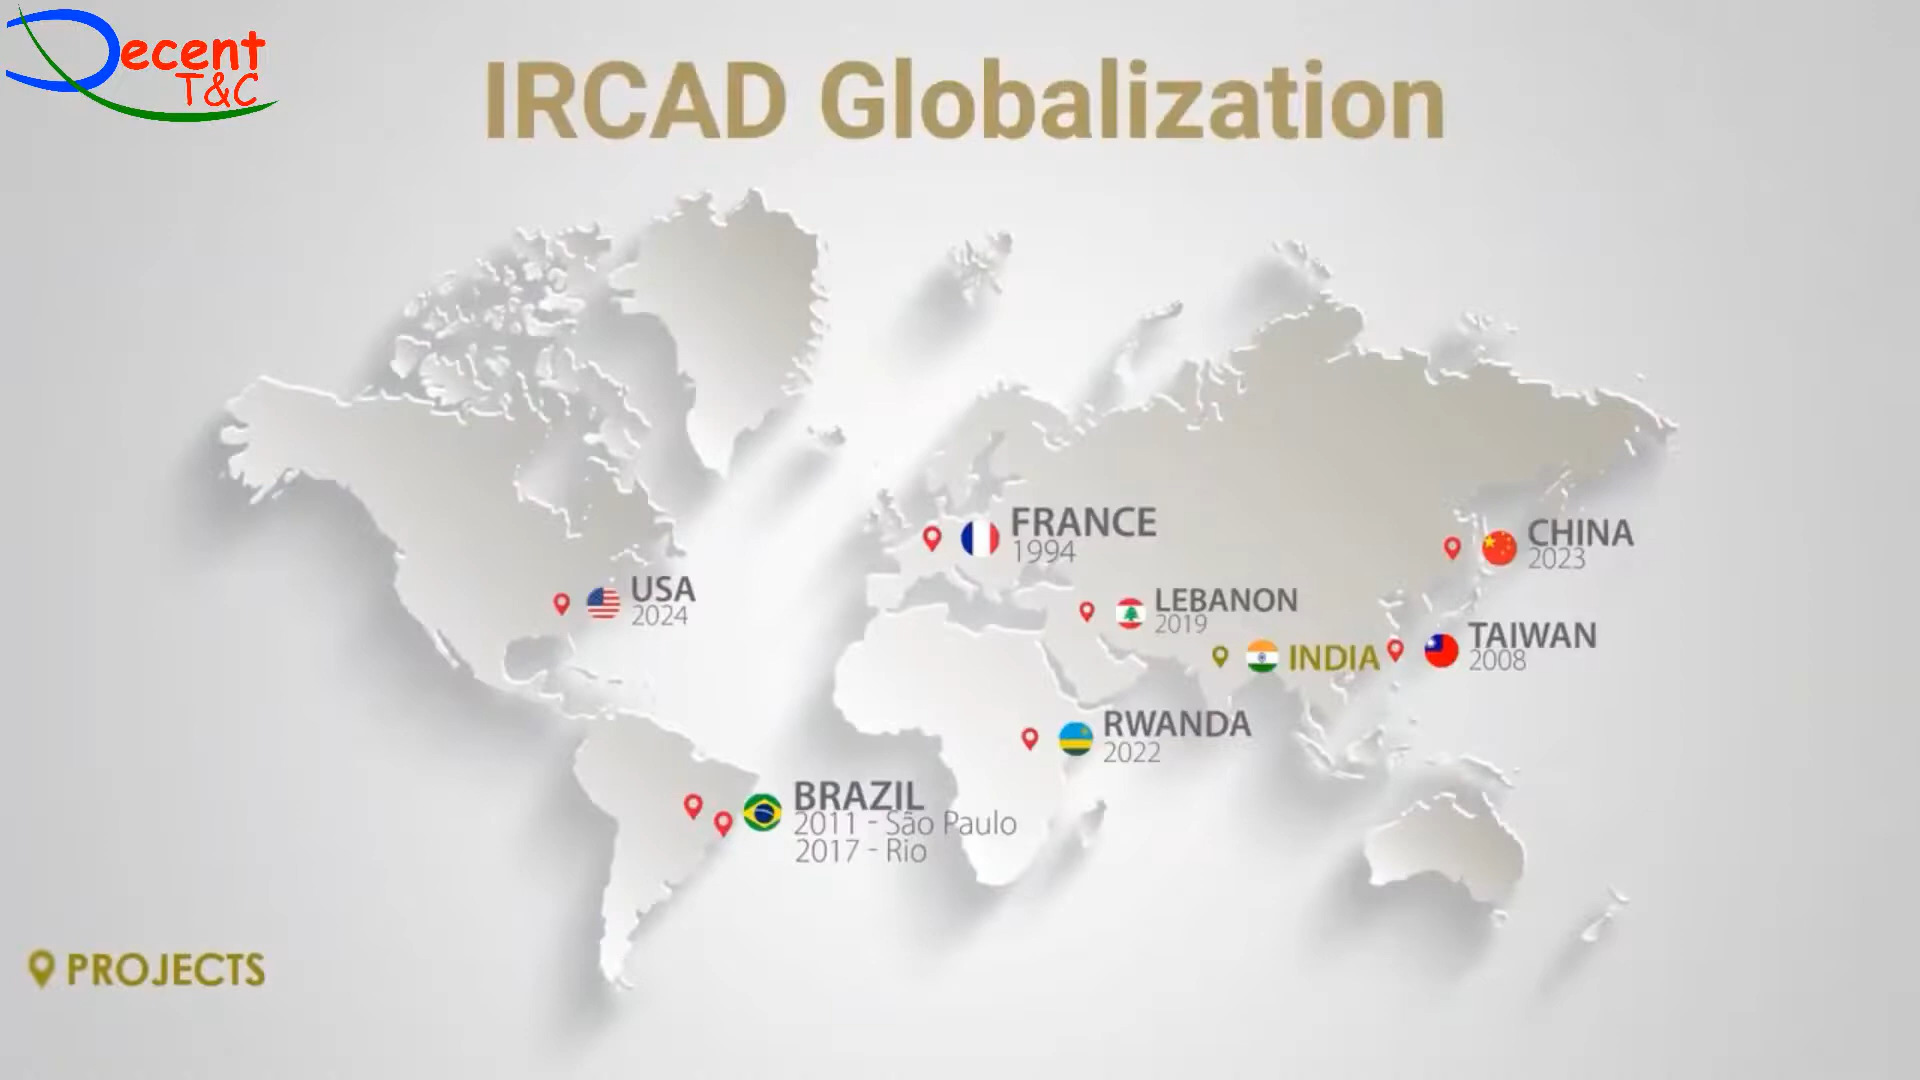 Decent
T&C
IRCAD Globalization
FRANCE
1994
CHINA
2023
USA
2024
LEBANON
2019
INDIA
TAIWAN
2008
RWANDA
2022
BRAZIL
2011 - São Paulo
2017 - Rio
PROJECTS